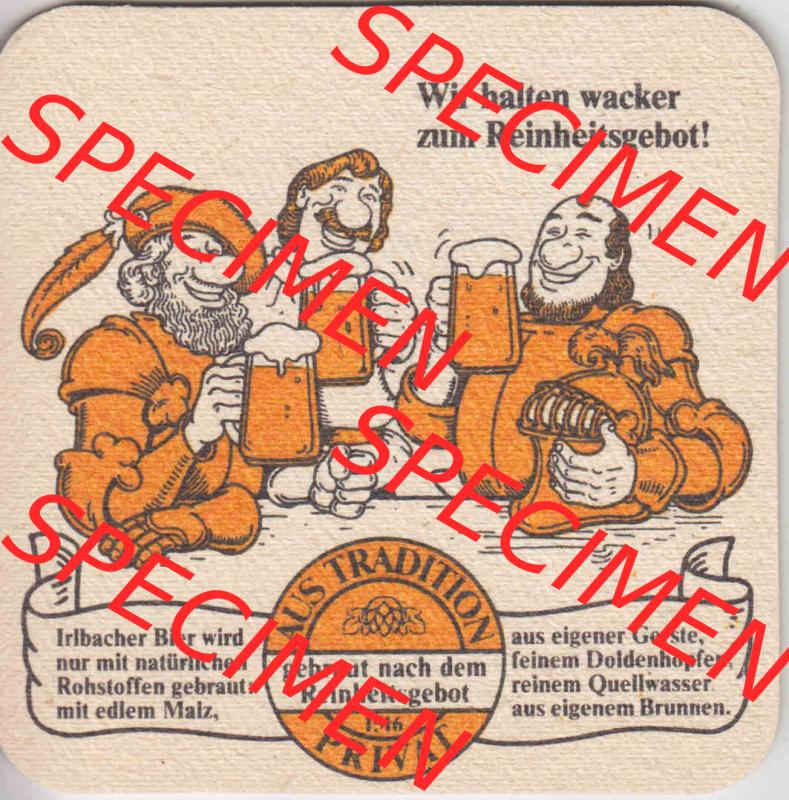 Wir halten wacker
zum Reinheitsgebot!
AUS TRADITION
Irlbacher Bier wird
nur mit natürlichen
Rohstoffen gebraut:
mit edlem Malz,
gebraut nach dem
Reinheitsgebot
1516
PRIVAT
aus eigener Gerste,
feinem Doldenhopfen,
reinem Quellwasser
aus eigenem Brunnen.
SPECIMEN
SPECIMEN
SPECIMEN
SPECIMEN